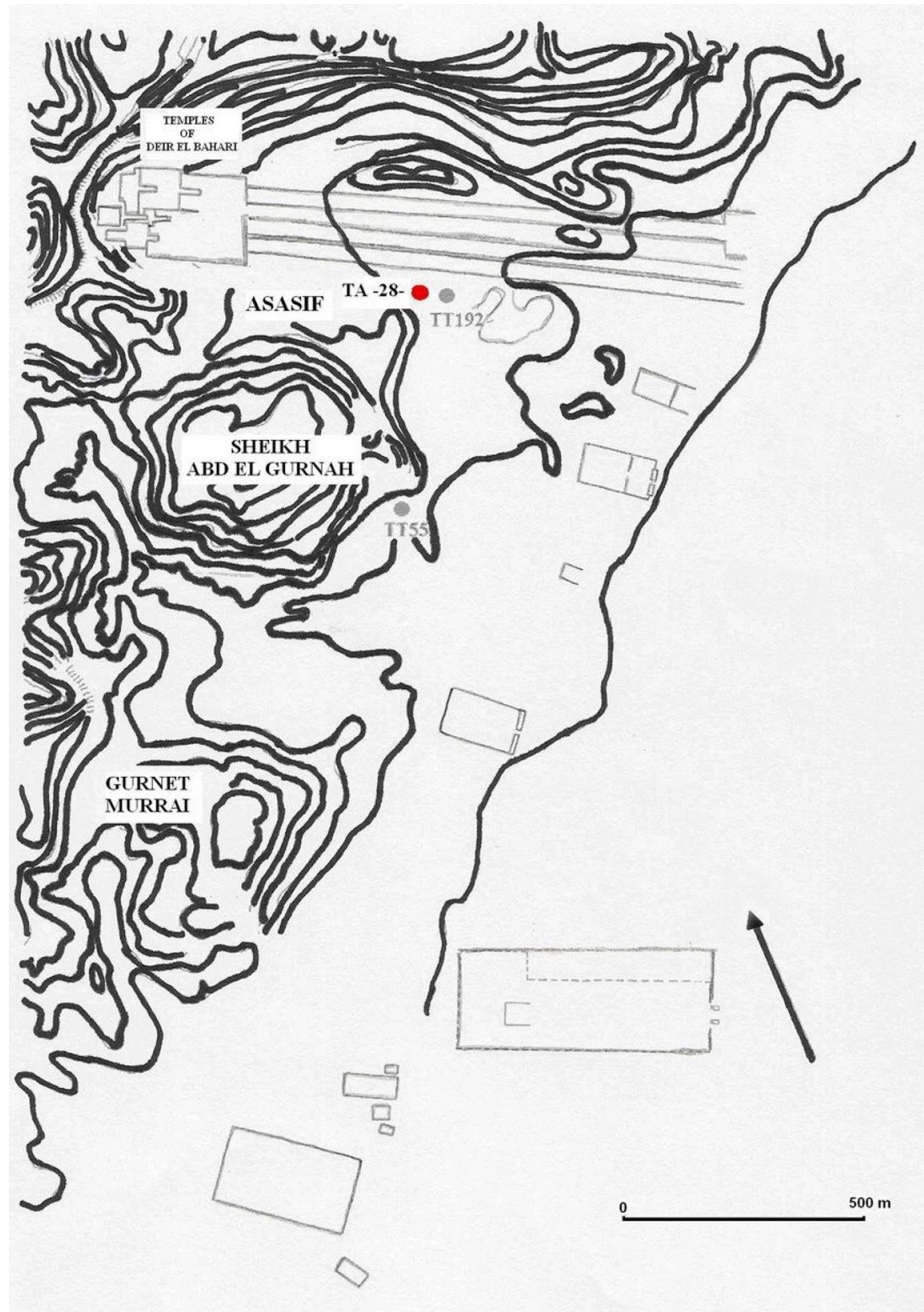 TEMPLES
OF
DEIR EL BAHARI
ASASIF
TA -28-
TT192
SHEIKH
ABD EL GURNAH
TT55
GURNET
MURRAI
0
500 m